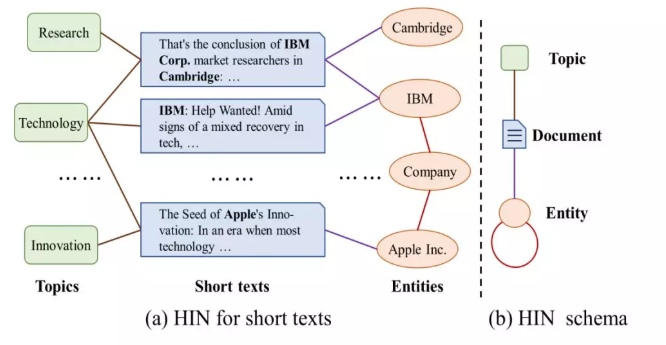 Research
Technology
... ...
Innovation
Topics
That's the conclusion of IBM
Corp. market researchers in
Cambridge: ...
IBM: Help Wanted! Amid
signs of a mixed recovery in
tech, ...
... ...
The Seed of Apple's Inno-
vation: In an era when most
technology ...
Short texts
Cambridge
IBM
... ...
Company
Apple Inc.
Entities
(a) HIN for short texts
Topic
Document
Entity
(b) HIN schema